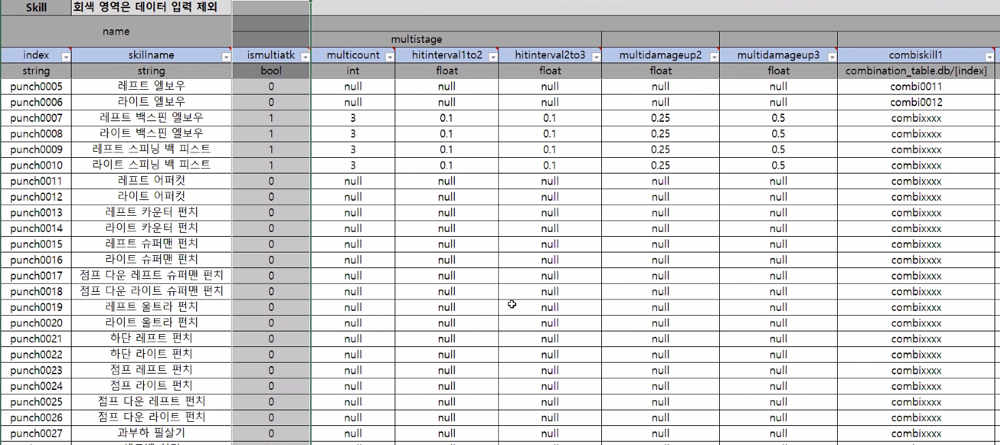 Skill 회색 영역은 데이터 입력 제외
name
multistage
index skillname ismultiatk multicount hitinterval1to2 hitinterval2to3 multidamageup2 multidamageup3 combiskill1
string string bool int float float float float combination_table.db/[index]
punch0005 레프트 엘보우 0 null null null null null combi0011
punch0006 라이트 엘보우 0 null null null null null combi0012
punch0007 레프트 백스핀 엘보우 1 3 0.1 0.1 0.25 0.5 combixxxx
punch0008 라이트 백스핀 엘보우 1 3 0.1 0.1 0.25 0.5 combixxxx
punch0009 레프트 스피닝 백 피스트 1 3 0.1 0.1 0.25 0.5 combixxxx
punch0010 라이트 스피닝 백 피스트 1 3 0.1 0.1 0.25 0.5 combixxxx
punch0011 레프트 어퍼컷 0 null null null null null combixxxx
punch0012 라이트 어퍼컷 0 null null null null null combixxxx
punch0013 레프트 카운터 펀치 0 null null null null null combixxxx
punch0014 라이트 카운터 펀치 0 null null null null null combixxxx
punch0015 레프트 슈퍼맨 펀치 0 null null null null null combixxxx
punch0016 라이트 슈퍼맨 펀치 0 null null null null null combixxxx
punch0017 점프 다운 레프트 슈퍼맨 펀치 0 null null null null null combixxxx
punch0018 점프 다운 라이트 슈퍼맨 펀치 0 null null null null null combixxxx
punch0019 레프트 울트라 펀치 0 null null null null null combixxxx
punch0020 라이트 울트라 펀치 0 null null null null null combixxxx
punch0021 하단 레프트 펀치 0 null null null null null combixxxx
punch0022 하단 라이트 펀치 0 null null null null null combixxxx
punch0023 점프 레프트 펀치 0 null null null null null combixxxx
punch0024 점프 라이트 펀치 0 null null null null null combixxxx
punch0025 점프 다운 레프트 펀치 0 null null null null null combixxxx
punch0026 점프 다운 라이트 펀치 0 null null null null null combixxxx
punch0027 과부하 필살기 0 null null null null null combixxxx